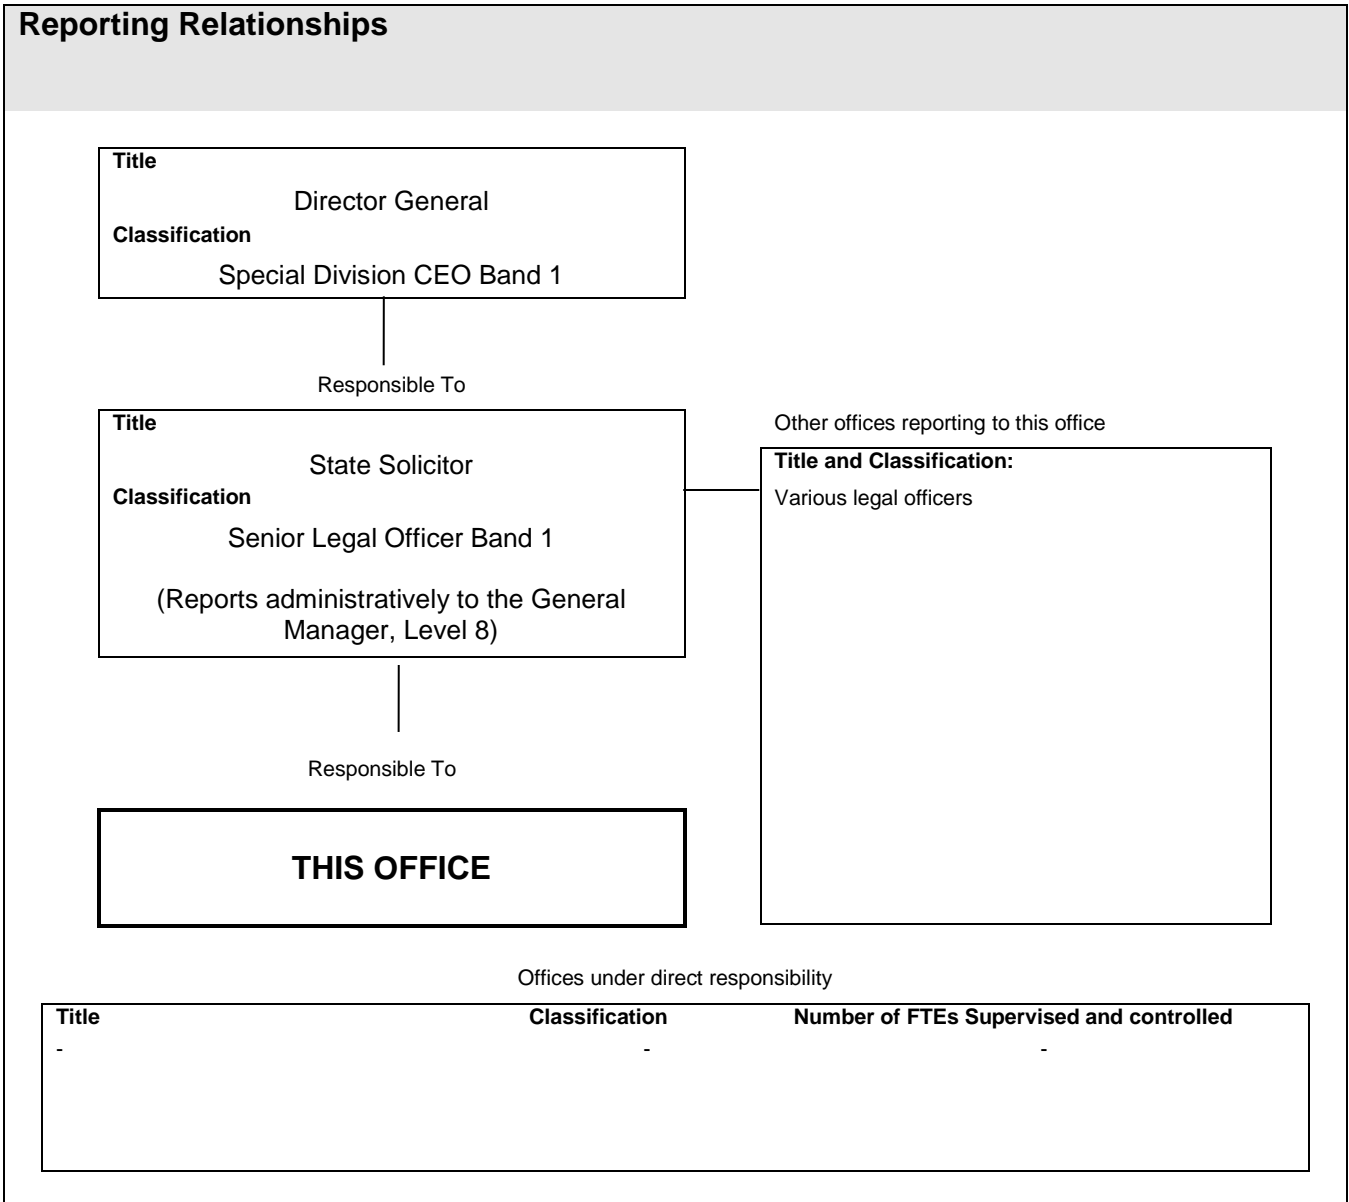 Reporting Relationships
Title
Director General
Classification
Special Division CEO Band 1
Responsible To
Title
State Solicitor
Classification
Senior Legal Officer Band 1
(Reports administratively to the General
Manager, Level 8)
Other offices reporting to this office
Title and Classification:
Various legal officers
Responsible To
THIS OFFICE
Offices under direct responsibility
Title Classification Number of FTEs Supervised and controlled
- - -